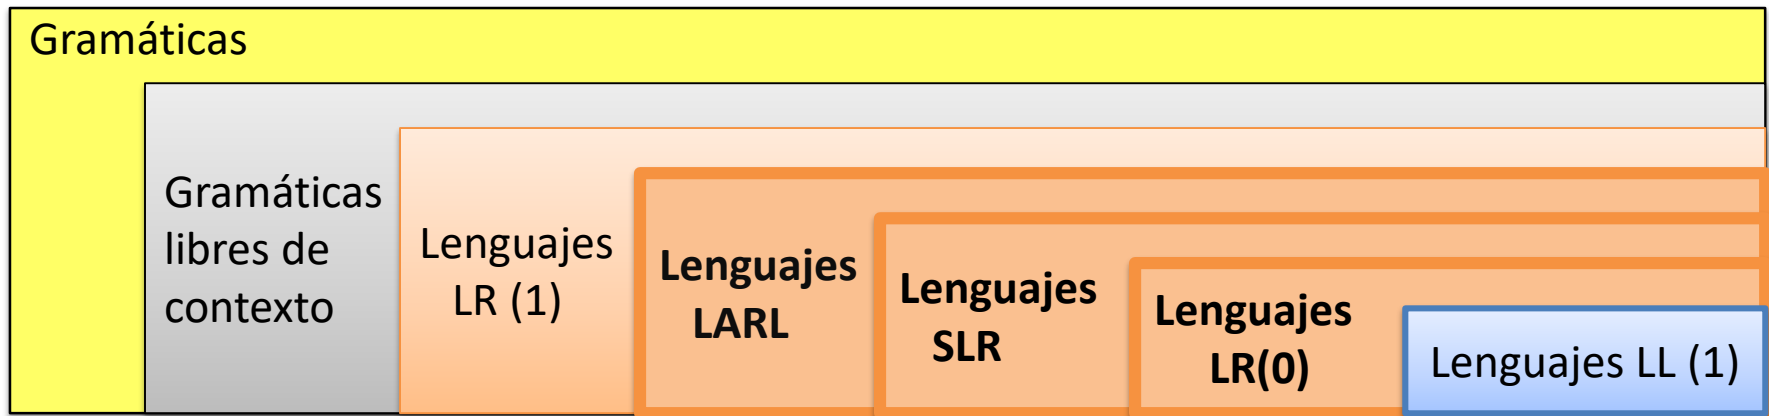 Gramáticas
Gramáticas
libres de
contexto
Lenguajes
LR (1)
Lenguajes
LARL
Lenguajes
SLR
Lenguajes
LR(0)
Lenguajes LL (1)